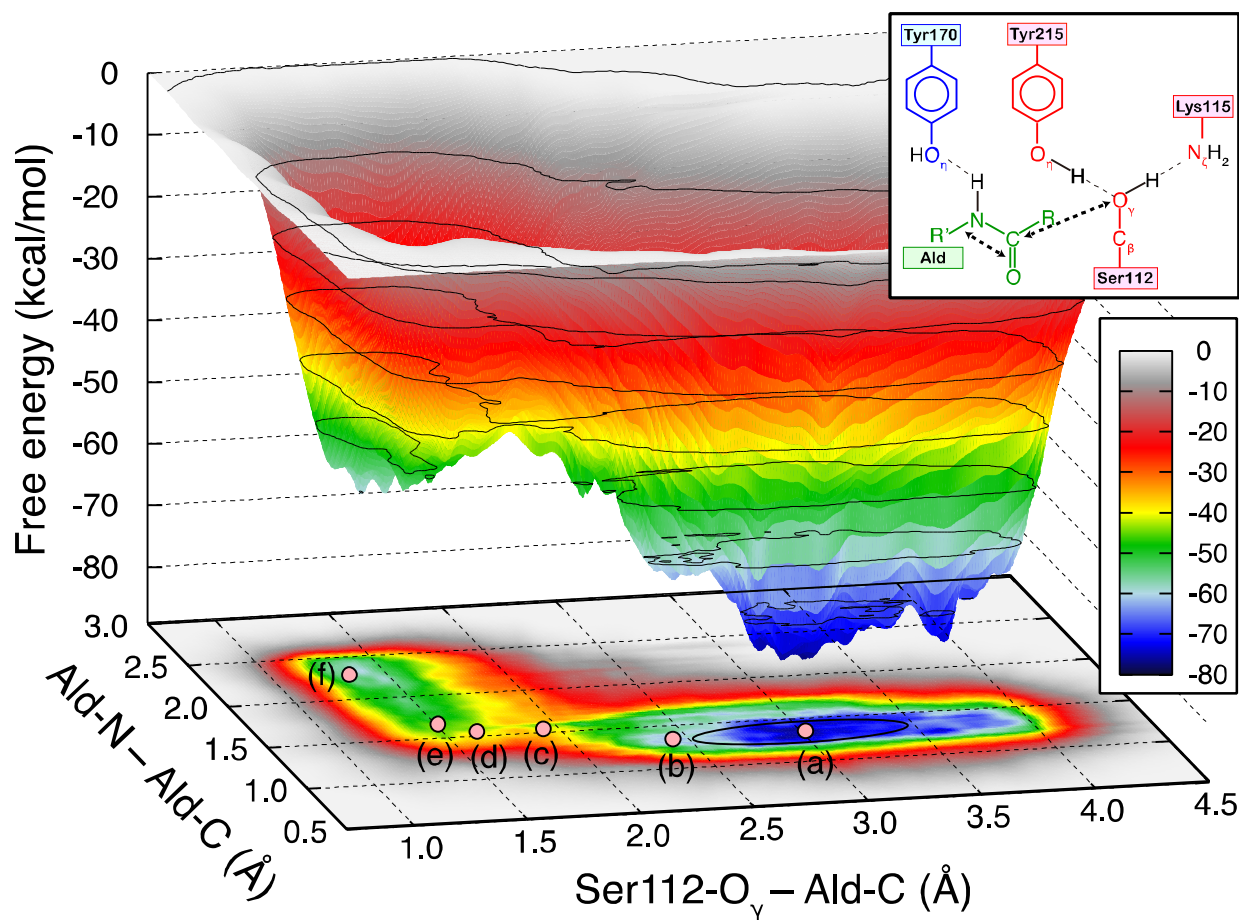 Free energy (kcal/mol)
0
-10
-20
-30
-40
-50
-60
-70
-80
Tyr170
Tyr215
Lys115
HOη
Oη
H
H
H
NζH2
Oγ
H
N
R'
C
R
O
Cβ
Ald
Ser112
0
-10
-20
-30
-40
-50
-60
-70
-80
3.0
2.5
2.0
1.5
1.0
0.5
Ald-N – Ald-C (Å)
(f)
(e)
(d)
(c)
(b)
(a)
1.0
1.5
2.0
2.5
3.0
3.5
4.0
4.5
Ser112-Oγ – Ald-C (Å)